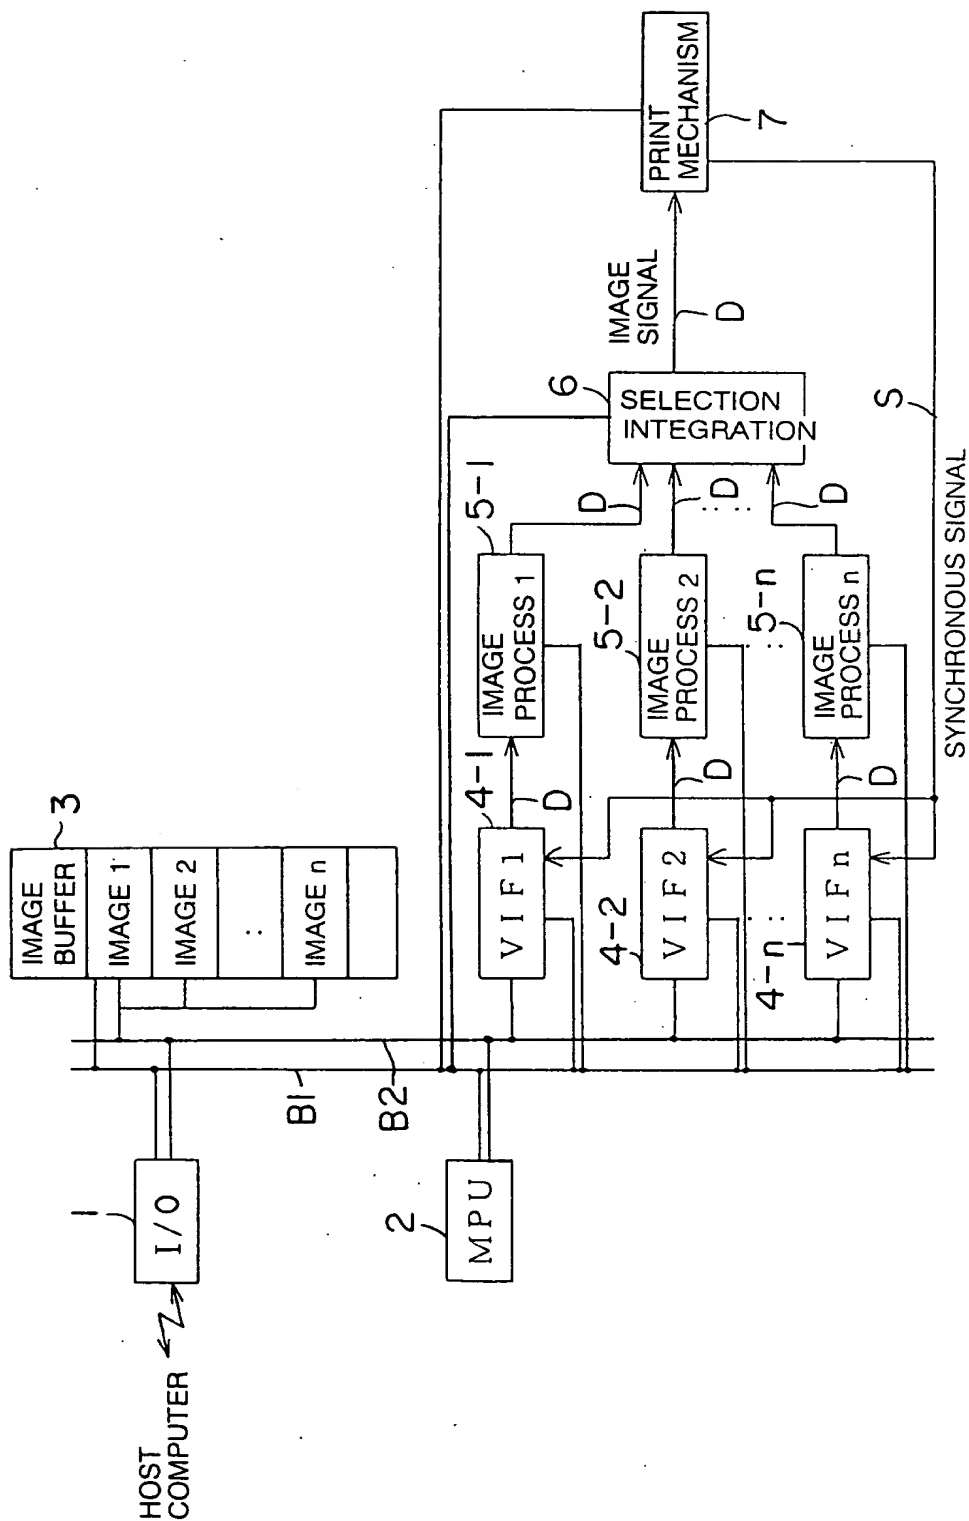 HOST
COMPUTER
1
I/O
2
MPU
B1
B2
IMAGE
BUFFER
3
IMAGE 1
IMAGE 2
:
IMAGE n
4-1
VIF1
4-2
VIF2
.....
4-n
VIFn
D
D
D
5-1
IMAGE
PROCESS 1
5-2
IMAGE
PROCESS 2
.....
5-n
IMAGE
PROCESS n
D
D
.....
D
6
SELECTION
INTEGRATION
IMAGE
SIGNAL
D
PRINT
MECHANISM
7
S
SYNCHRONOUS SIGNAL